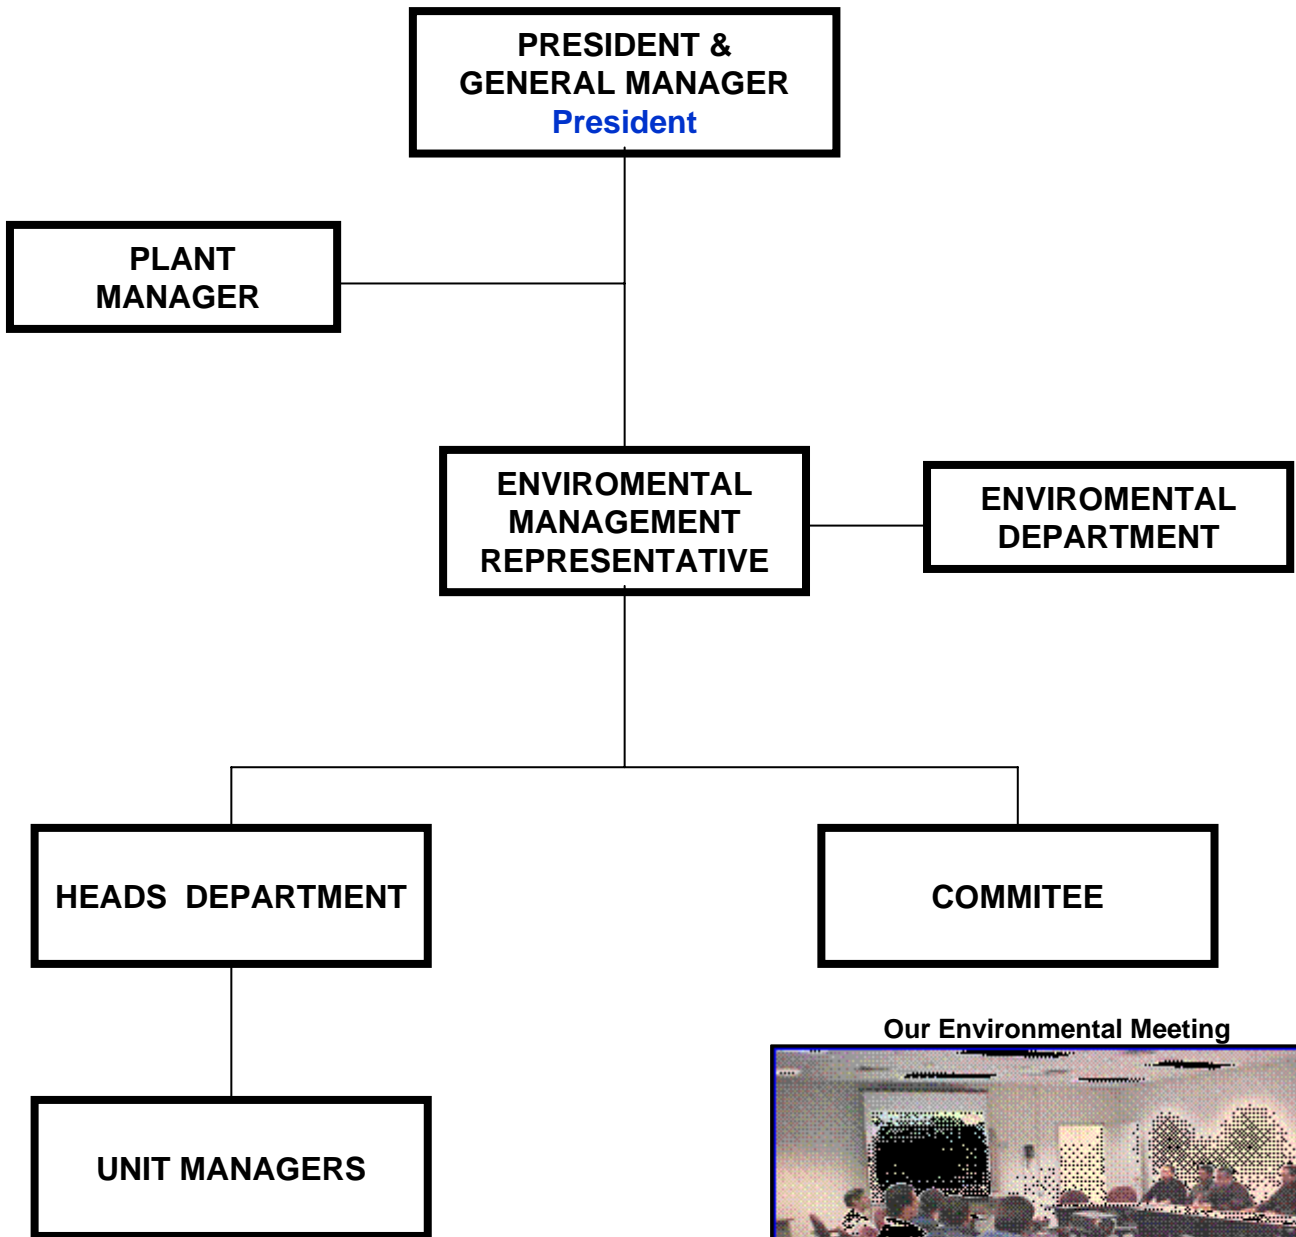 PRESIDENT &
GENERAL MANAGER
President
PLANT
MANAGER
ENVIROMENTAL
MANAGEMENT
REPRESENTATIVE
ENVIROMENTAL
DEPARTMENT
HEADS DEPARTMENT
COMMITEE
Our Environmental Meeting
UNIT MANAGERS